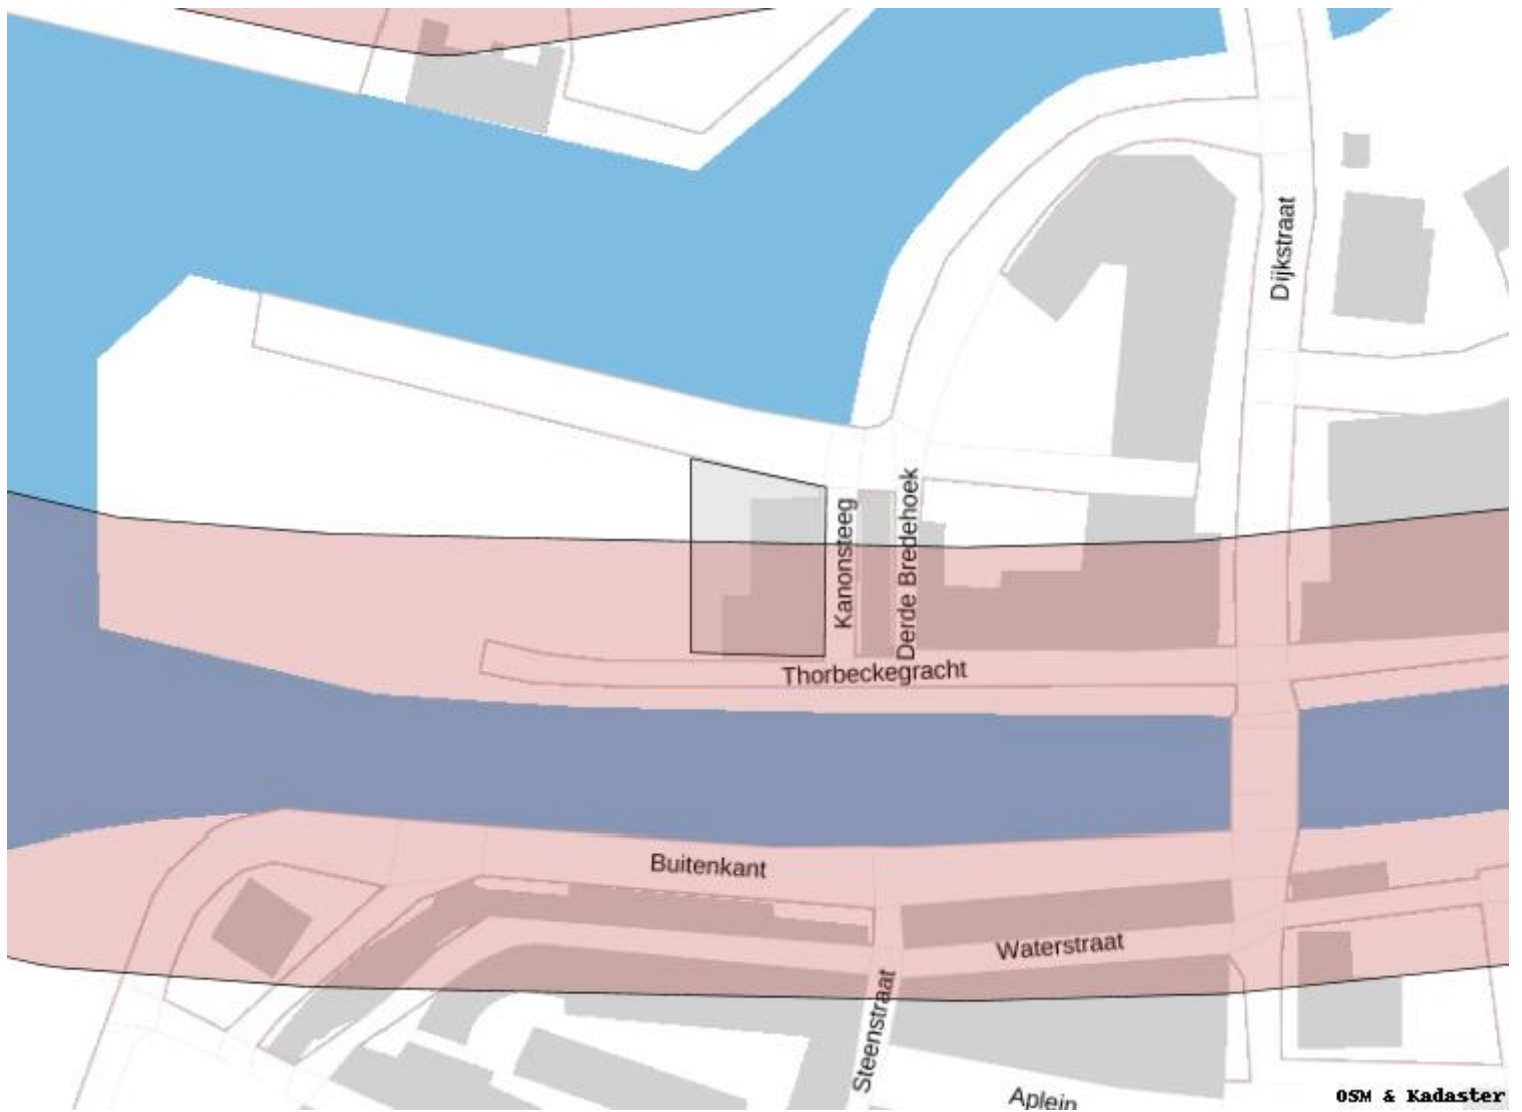 Dijkstraat
Kanonsteeg
Derde Bredehoek
Thorbeckegracht
Buitenkant
Waterstraat
Steenstraat
Aplein
OSM & Kadaster